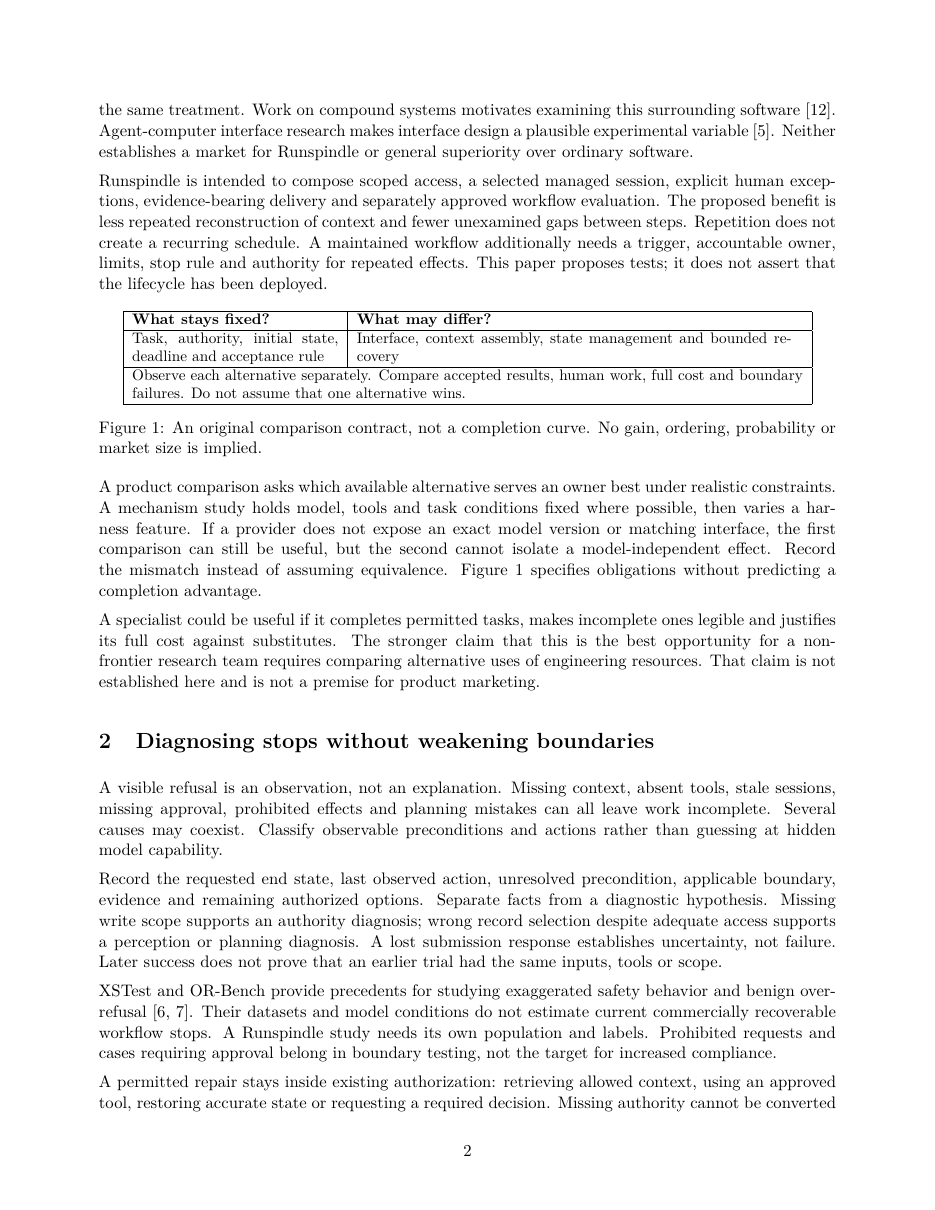 the same treatment. Work on compound systems motivates examining this surrounding software [12].
Agent-computer interface research makes interface design a plausible experimental variable [5]. Neither
establishes a market for Runspindle or general superiority over ordinary software.
Runspindle is intended to compose scoped access, a selected managed session, explicit human excep-
tions, evidence-bearing delivery and separately approved workflow evaluation. The proposed benefit is
less repeated reconstruction of context and fewer unexamined gaps between steps. Repetition does not
create a recurring schedule. A maintained workflow additionally needs a trigger, accountable owner,
limits, stop rule and authority for repeated effects. This paper proposes tests; it does not assert that
the lifecycle has been deployed.
What stays fixed? What may differ?
Task, authority, initial state, Interface, context assembly, state management and bounded re-
deadline and acceptance rule covery
Observe each alternative separately. Compare accepted results, human work, full cost and boundary
failures. Do not assume that one alternative wins.
Figure 1: An original comparison contract, not a completion curve. No gain, ordering, probability or
market size is implied.
A product comparison asks which available alternative serves an owner best under realistic constraints.
A mechanism study holds model, tools and task conditions fixed where possible, then varies a har-
ness feature. If a provider does not expose an exact model version or matching interface, the first
comparison can still be useful, but the second cannot isolate a model-independent effect. Record
the mismatch instead of assuming equivalence. Figure 1 specifies obligations without predicting a
completion advantage.
A specialist could be useful if it completes permitted tasks, makes incomplete ones legible and justifies
its full cost against substitutes. The stronger claim that this is the best opportunity for a non-
frontier research team requires comparing alternative uses of engineering resources. That claim is not
established here and is not a premise for product marketing.
2 Diagnosing stops without weakening boundaries
A visible refusal is an observation, not an explanation. Missing context, absent tools, stale sessions,
missing approval, prohibited effects and planning mistakes can all leave work incomplete. Several
causes may coexist. Classify observable preconditions and actions rather than guessing at hidden
model capability.
Record the requested end state, last observed action, unresolved precondition, applicable boundary,
evidence and remaining authorized options. Separate facts from a diagnostic hypothesis. Missing
write scope supports an authority diagnosis; wrong record selection despite adequate access supports
a perception or planning diagnosis. A lost submission response establishes uncertainty, not failure.
Later success does not prove that an earlier trial had the same inputs, tools or scope.
XSTest and OR-Bench provide precedents for studying exaggerated safety behavior and benign over-
refusal [6, 7]. Their datasets and model conditions do not estimate current commercially recoverable
workflow stops. A Runspindle study needs its own population and labels. Prohibited requests and
cases requiring approval belong in boundary testing, not the target for increased compliance.
A permitted repair stays inside existing authorization: retrieving allowed context, using an approved
tool, restoring accurate state or requesting a required decision. Missing authority cannot be converted
2